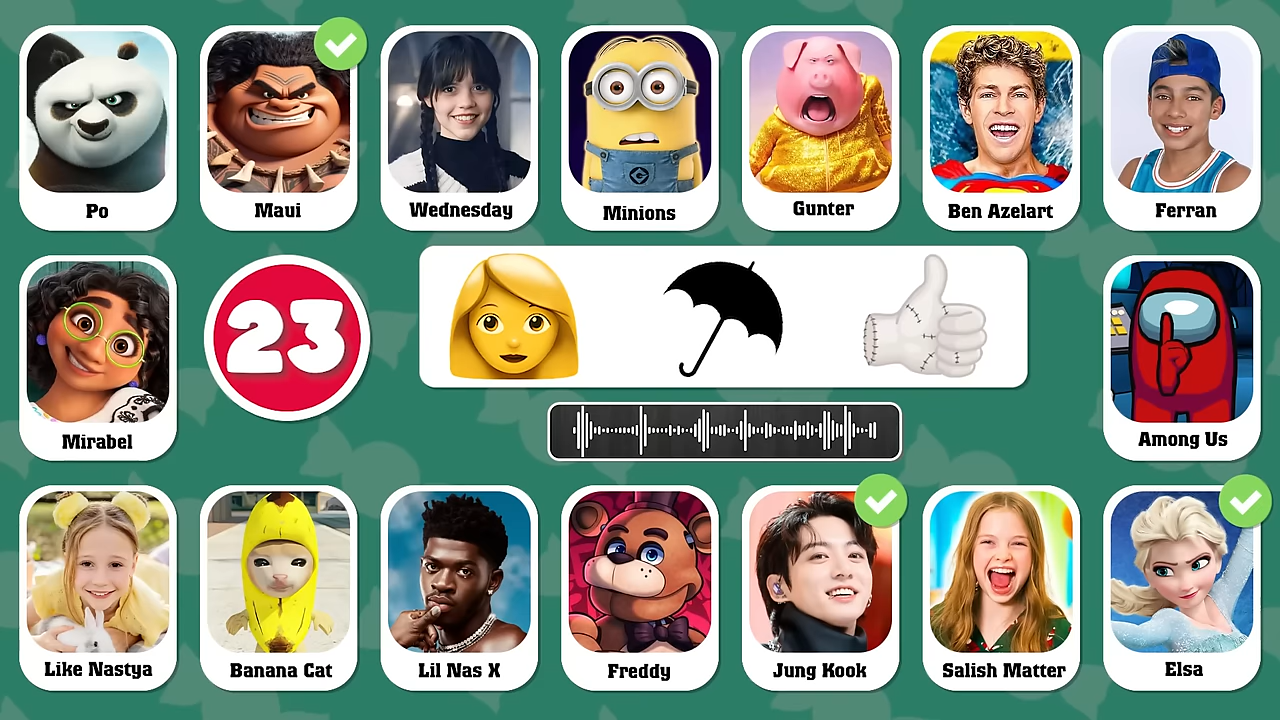 Po
Maui
Wednesday
Minions
Gunter
Ben Azelart
Ferran
Mirabel
23
Among Us
Like Nastya
Banana Cat
Lil Nas X
Freddy
Jung Kook
Salish Matter
Elsa